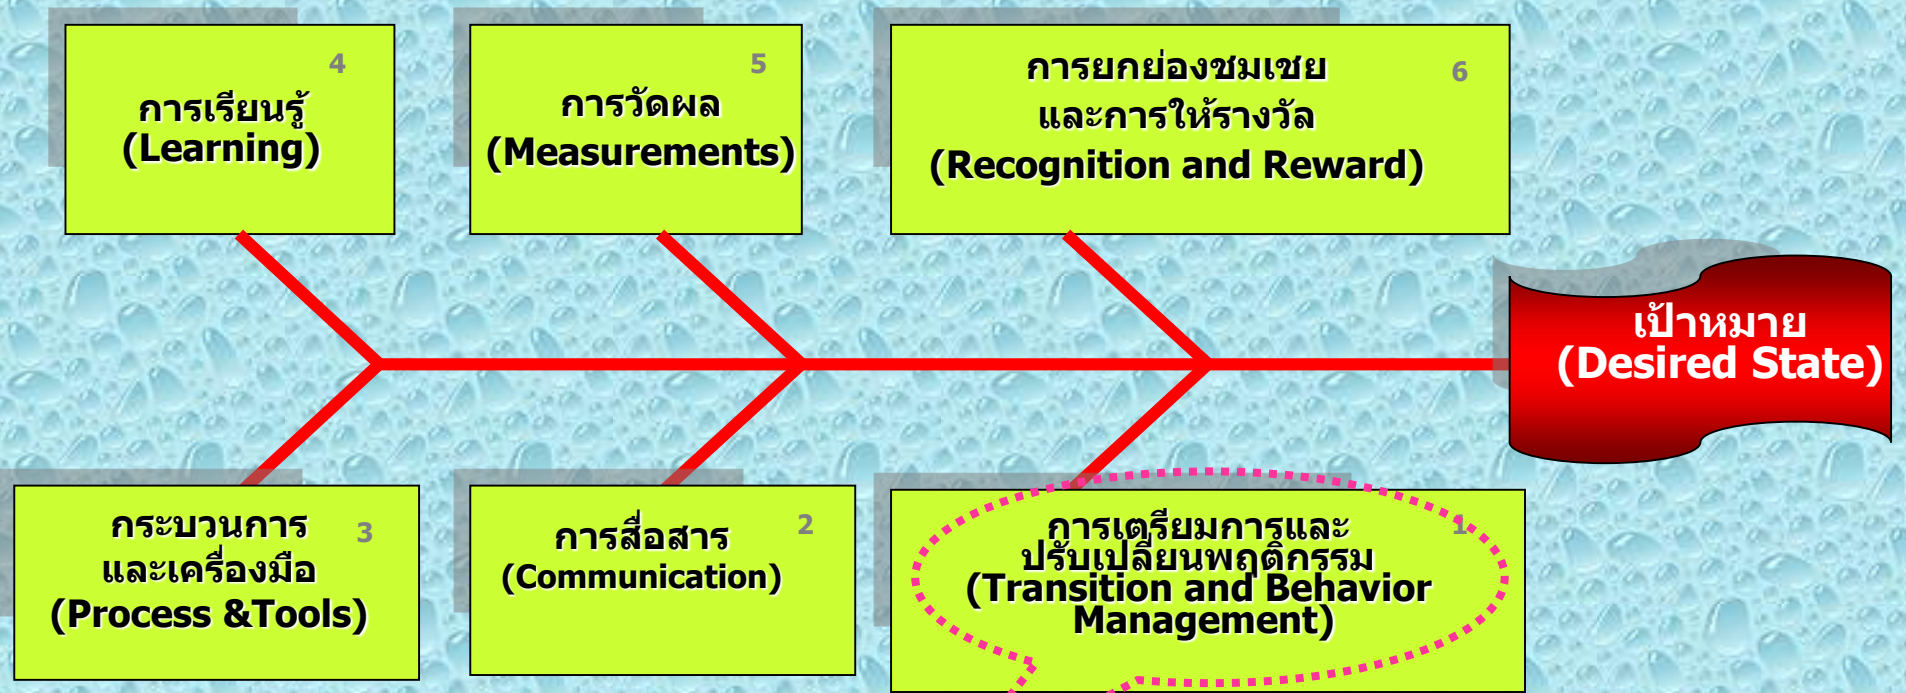 4
การเรียนรู้
(Learning)
5
การวัดผล
(Measurements)
6
การยกย่องชมเชย
และการให้รางวัล
(Recognition and Reward)
เป้าหมาย
(Desired State)
3
กระบวนการ
และเครื่องมือ
(Process &Tools)
2
การสื่อสาร
(Communication)
1
การเตรียมการและ
ปรับเปลี่ยนพฤติกรรม
(Transition and Behavior
Management)